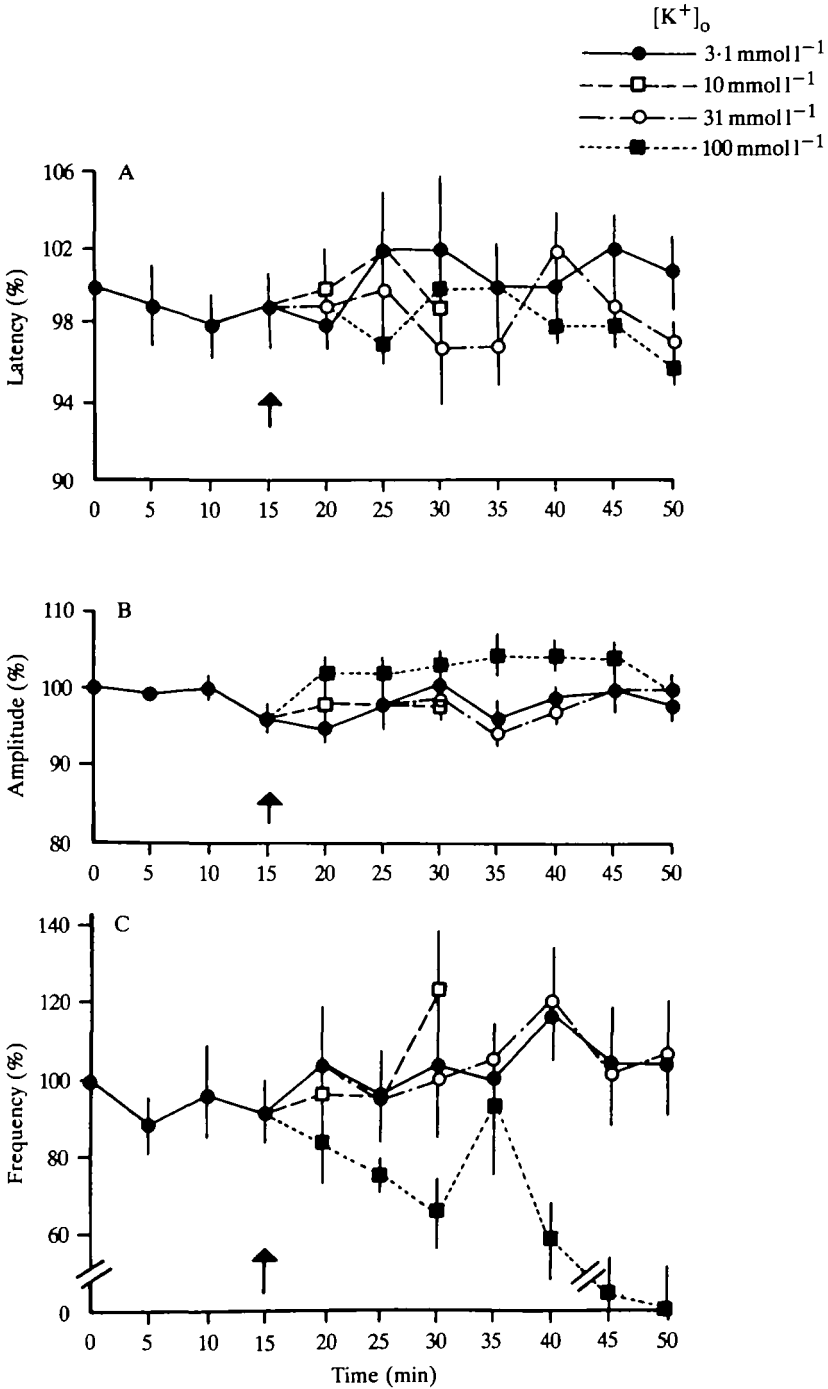 [K⁺]ₒ
3·1 mmol l⁻¹
10 mmol l⁻¹
31 mmol l⁻¹
100 mmol l⁻¹
A
106
102
98
94
90
Latency (%)
0 5 10 15 20 25 30 35 40 45 50
B
110
100
90
80
Amplitude (%)
0 5 10 15 20 25 30 35 40 45 50
C
140
120
100
80
60
0
Frequency (%)
0 5 10 15 20 25 30 35 40 45 50
Time (min)